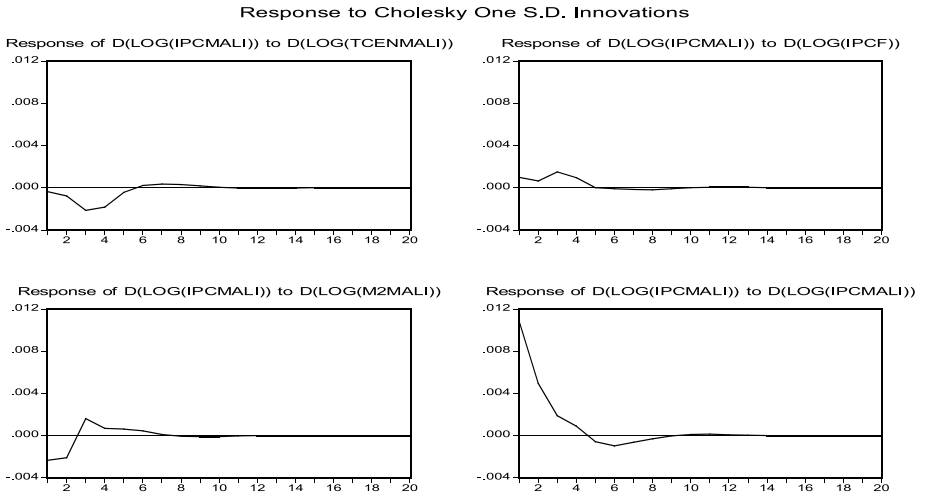 Response to Cholesky One S.D. Innovations
Response of D(LOG(IPCMALI)) to D(LOG(TCENMALI))
.012
.008
.004
.000
-.004
2 4 6 8 10 12 14 16 18 20
Response of D(LOG(IPCMALI)) to D(LOG(IPCF))
.012
.008
.004
.000
-.004
2 4 6 8 10 12 14 16 18 20
Response of D(LOG(IPCMALI)) to D(LOG(M2MALI))
.012
.008
.004
.000
-.004
2 4 6 8 10 12 14 16 18 20
Response of D(LOG(IPCMALI)) to D(LOG(IPCMALI))
.012
.008
.004
.000
-.004
2 4 6 8 10 12 14 16 18 20